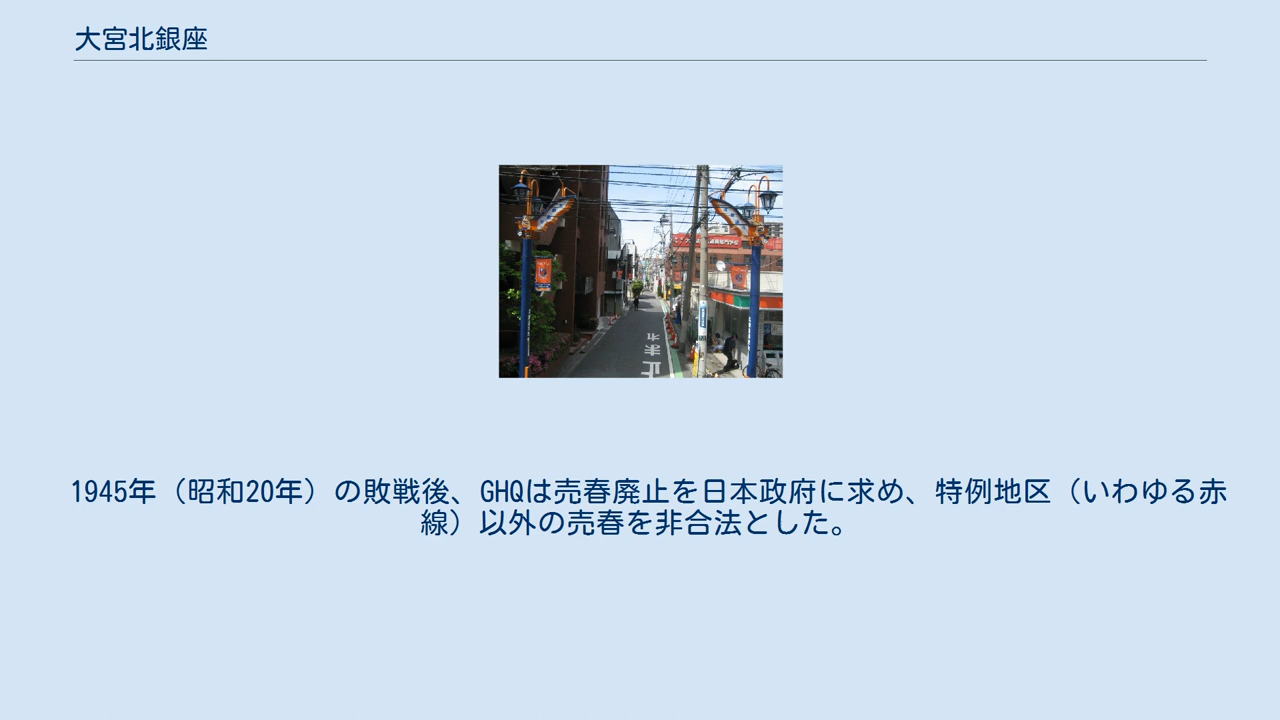 大宮北銀座
止まれ
1945年（昭和20年）の敗戦後、GHQは売春廃止を日本政府に求め、特例地区（いわゆる赤
線）以外の売春を非合法とした。